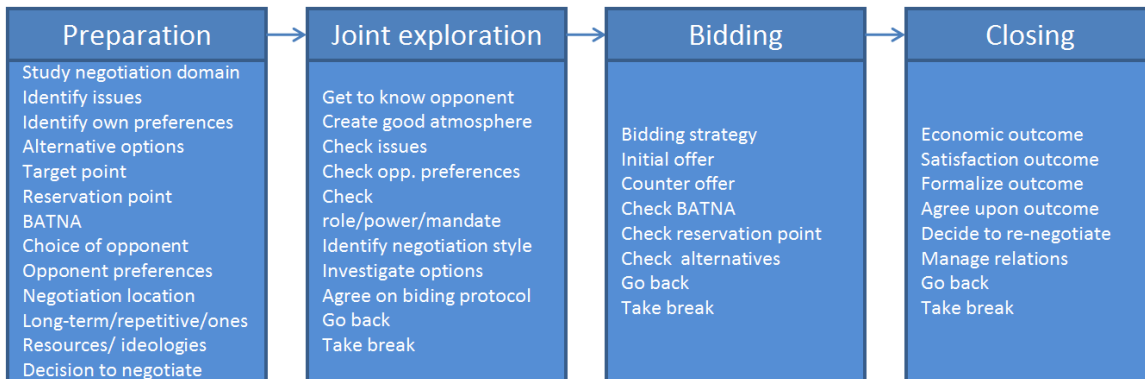 Preparation
Study negotiation domain
Identify issues
Identify own preferences
Alternative options
Target point
Reservation point
BATNA
Choice of opponent
Opponent preferences
Negotiation location
Long-term/repetitive/ones
Resources/ ideologies
Decision to negotiate
Joint exploration
Get to know opponent
Create good atmosphere
Check issues
Check opp. preferences
Check
role/power/mandate
Identify negotiation style
Investigate options
Agree on biding protocol
Go back
Take break
Bidding
Bidding strategy
Initial offer
Counter offer
Check BATNA
Check reservation point
Check alternatives
Go back
Take break
Closing
Economic outcome
Satisfaction outcome
Formalize outcome
Agree upon outcome
Decide to re-negotiate
Manage relations
Go back
Take break